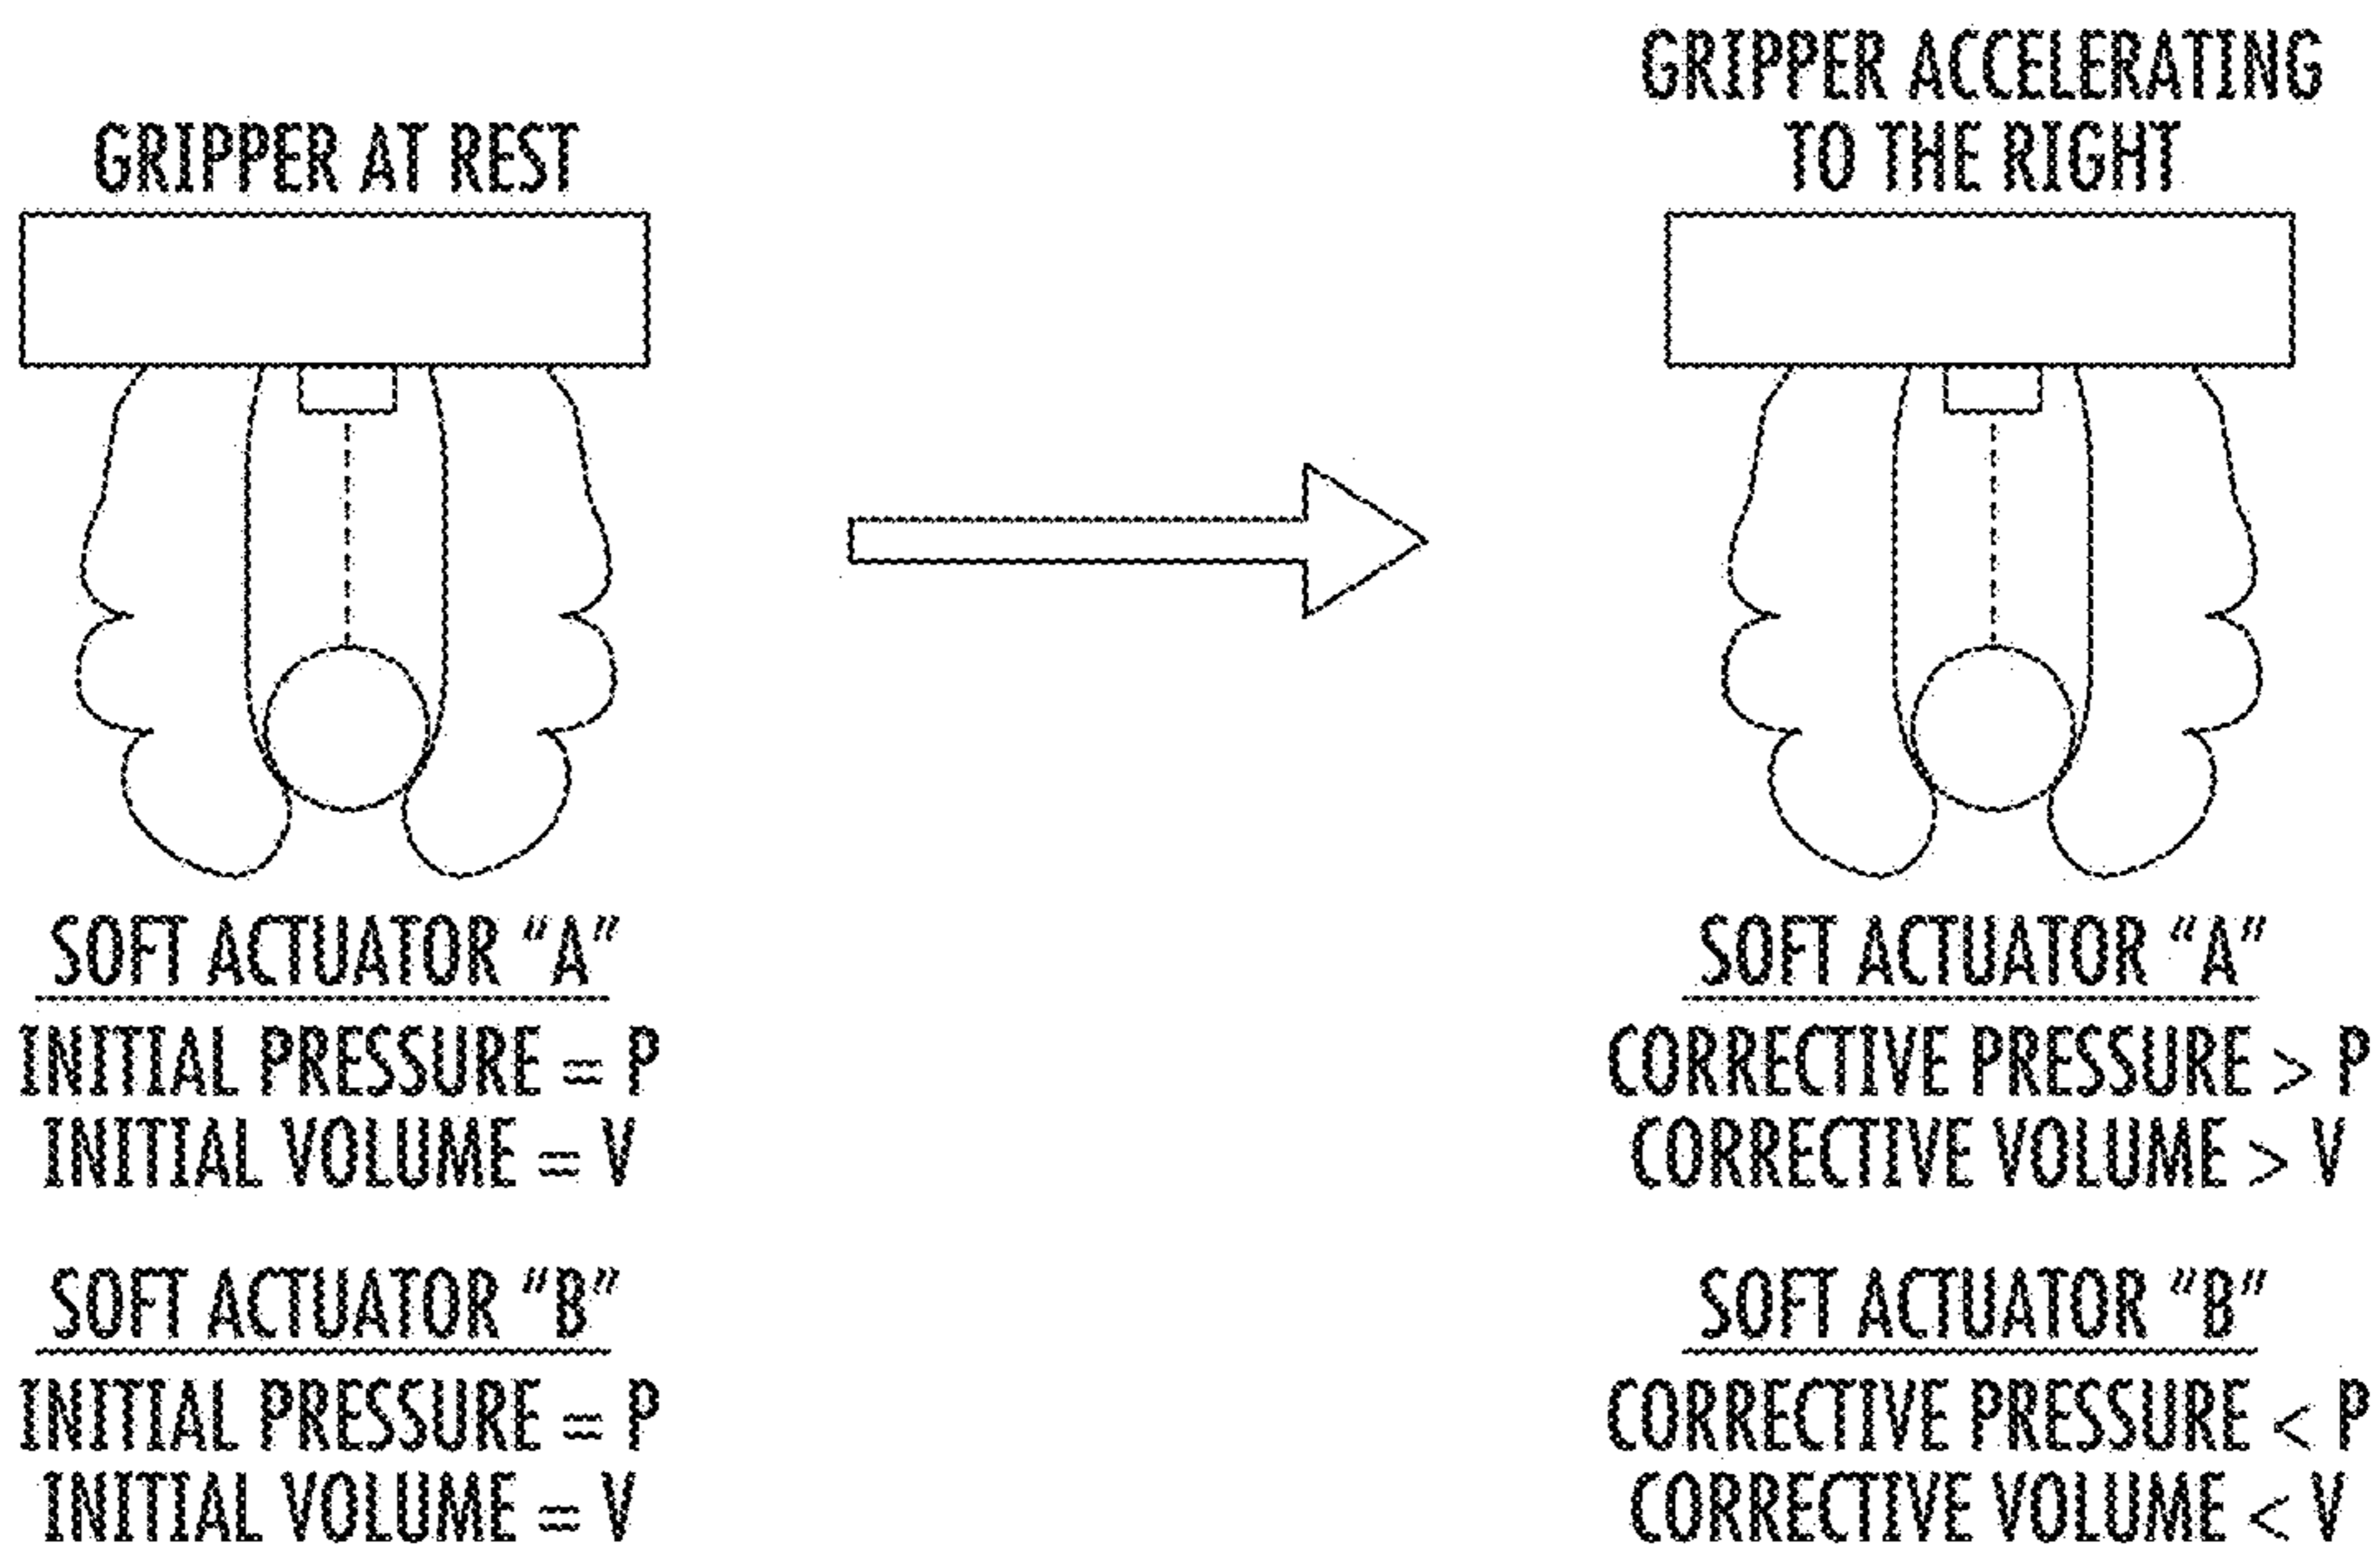 GRIPPER AT REST
SOFT ACTUATOR "A"
INITIAL PRESSURE = P
INITIAL VOLUME = V
SOFT ACTUATOR "B"
INITIAL PRESSURE = P
INITIAL VOLUME = V
GRIPPER ACCELERATING
TO THE RIGHT
SOFT ACTUATOR "A"
CORRECTIVE PRESSURE > P
CORRECTIVE VOLUME > V
SOFT ACTUATOR "B"
CORRECTIVE PRESSURE < P
CORRECTIVE VOLUME < V